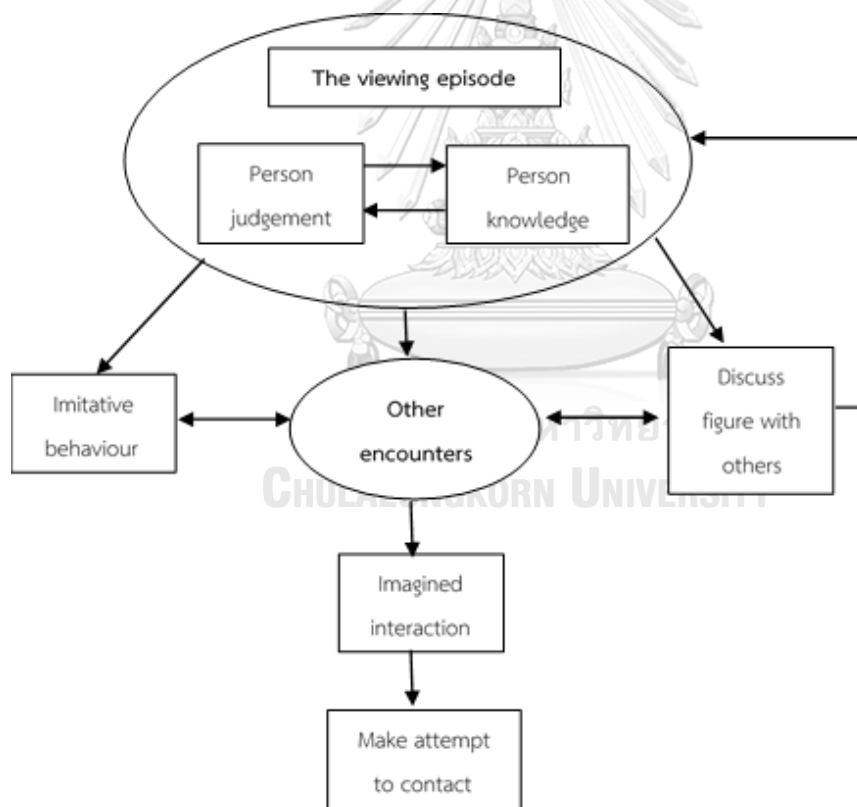 The viewing episode
Person
judgement
Person
knowledge
Imitative
behaviour
Other
encounters
Discuss
figure with
others
CHULALONGKORN UNIVERSITY
Imagined
interaction
Make attempt
to contact